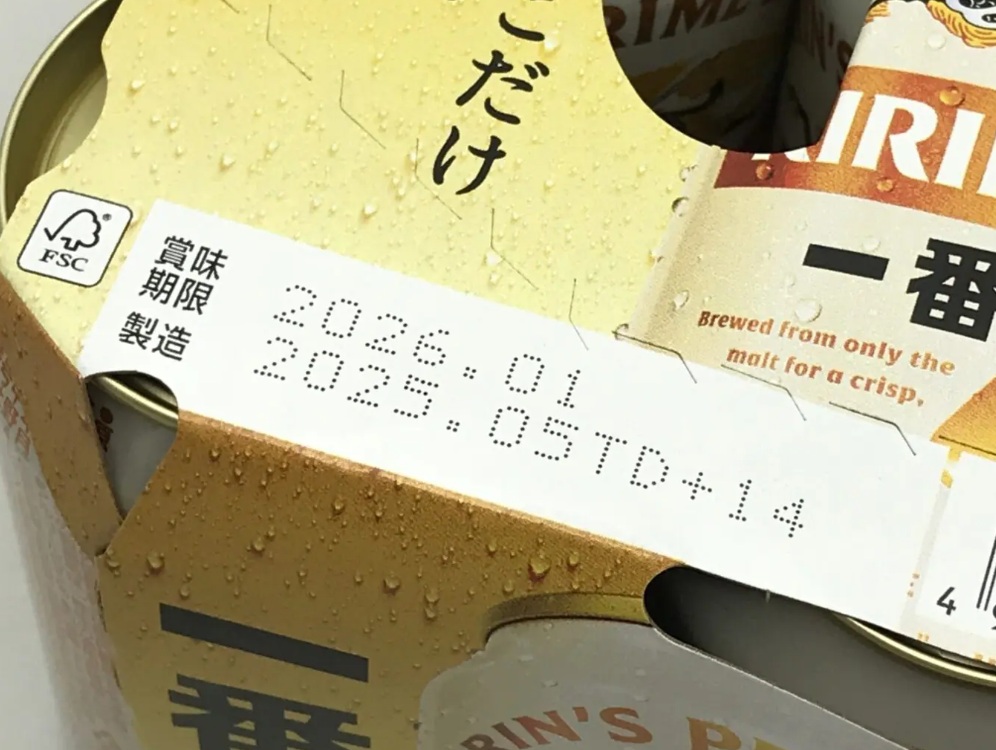 こだけ
KIRIN
一番
Brewed from only the
malt for a crisp,
FSC
賞味
期限
製造
2026.01
2025.05TD+14
4
一番